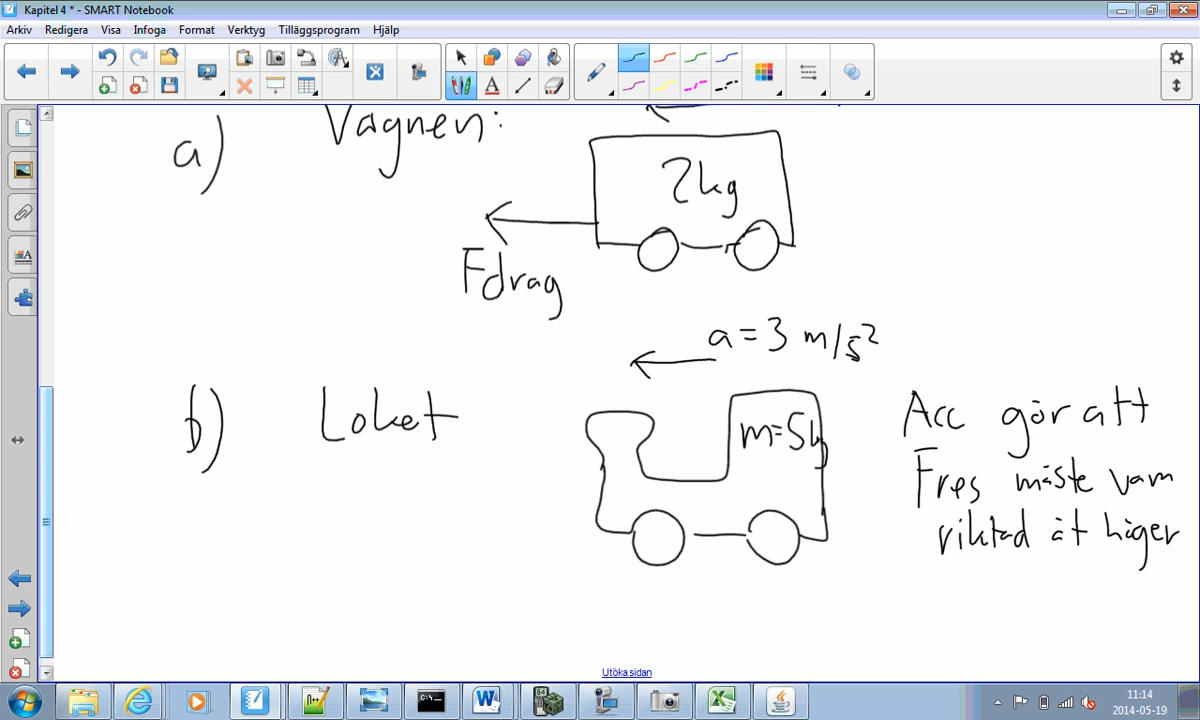 Kapitel 4 * - SMART Notebook
Arkiv Redigera Visa Infoga Format Verktyg Tilläggsprogram Hjälp
a) Vagnen:
2kg
Fdrag
a = 3 m/s²
b) Loket
m=5kg
Acc gör att
Fres måste vara
riktad åt höger
Utöka sidan
11:14
2014-05-19